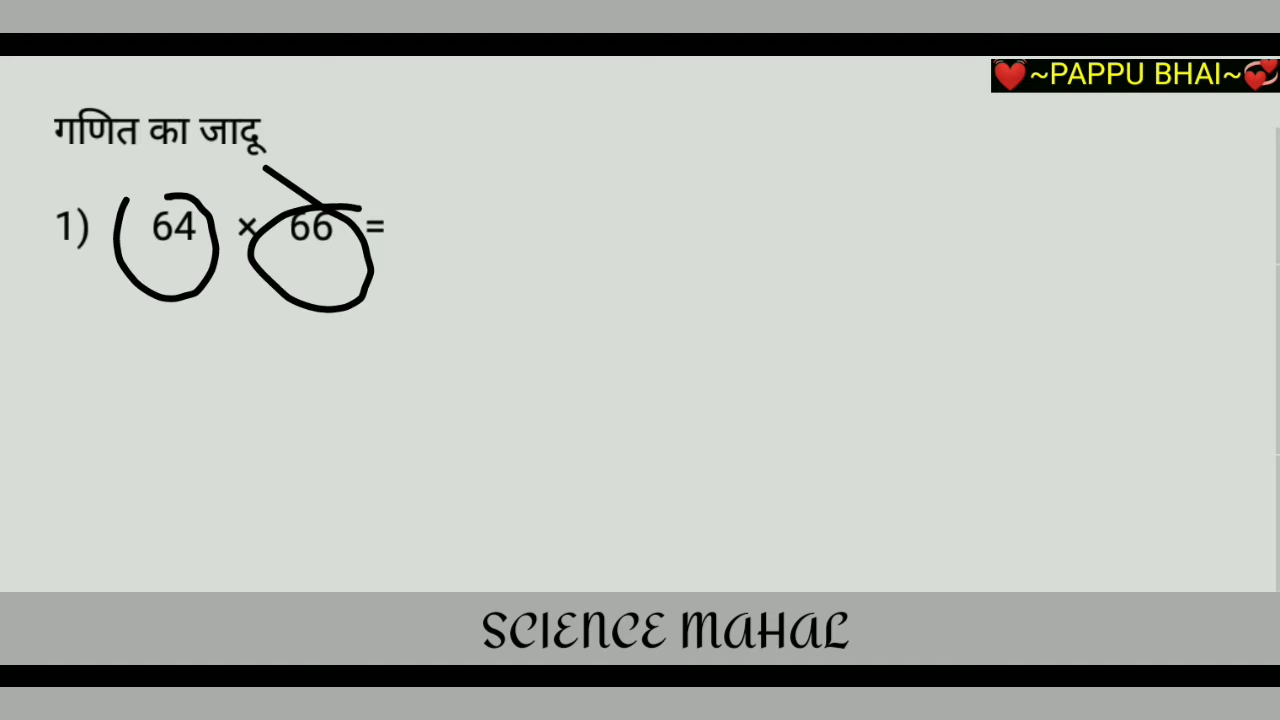 ❤️~PAPPU BHAI~💞
गणित का जादू
1) 64 × 66 =
SCIENCE MAHAL